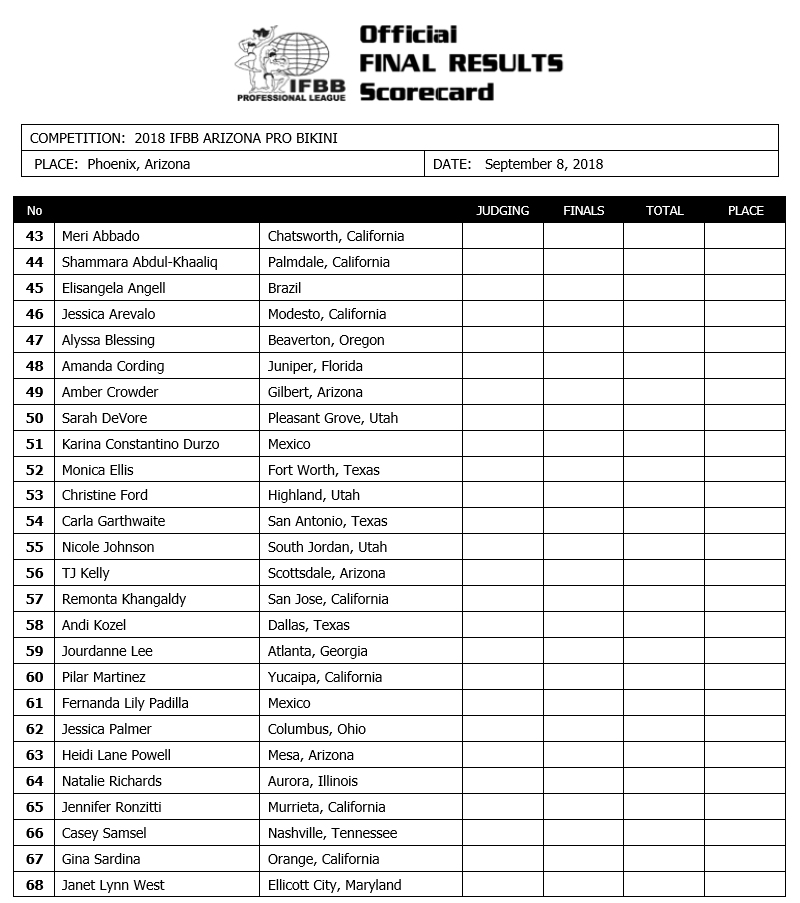 Official
FINAL RESULTS
Scorecard
IFBB
PROFESSIONAL LEAGUE
COMPETITION: 2018 IFBB ARIZONA PRO BIKINI
PLACE: Phoenix, Arizona DATE: September 8, 2018
No JUDGING FINALS TOTAL PLACE
43 Meri Abbado Chatsworth, California
44 Shammara Abdul-Khaaliq Palmdale, California
45 Elisangela Angell Brazil
46 Jessica Arevalo Modesto, California
47 Alyssa Blessing Beaverton, Oregon
48 Amanda Cording Juniper, Florida
49 Amber Crowder Gilbert, Arizona
50 Sarah DeVore Pleasant Grove, Utah
51 Karina Constantino Durzo Mexico
52 Monica Ellis Fort Worth, Texas
53 Christine Ford Highland, Utah
54 Carla Garthwaite San Antonio, Texas
55 Nicole Johnson South Jordan, Utah
56 TJ Kelly Scottsdale, Arizona
57 Remonta Khangaldy San Jose, California
58 Andi Kozel Dallas, Texas
59 Jourdanne Lee Atlanta, Georgia
60 Pilar Martinez Yucaipa, California
61 Fernanda Lily Padilla Mexico
62 Jessica Palmer Columbus, Ohio
63 Heidi Lane Powell Mesa, Arizona
64 Natalie Richards Aurora, Illinois
65 Jennifer Ronzitti Murrieta, California
66 Casey Samsel Nashville, Tennessee
67 Gina Sardina Orange, California
68 Janet Lynn West Ellicott City, Maryland